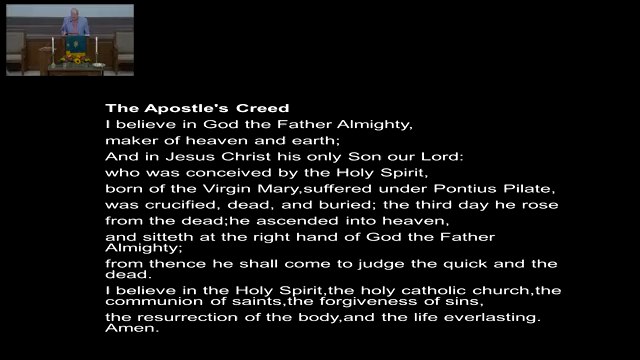 The Apostle's Creed
I believe in God the Father Almighty,
maker of heaven and earth;
And in Jesus Christ his only Son our Lord:
who was conceived by the Holy Spirit,
born of the Virgin Mary,suffered under Pontius Pilate,
was crucified, dead, and buried; the third day he rose
from the dead;he ascended into heaven,
and sitteth at the right hand of God the Father
Almighty;
from thence he shall come to judge the quick and the
dead.
I believe in the Holy Spirit,the holy catholic church,the
communion of saints,the forgiveness of sins,
the resurrection of the body,and the life everlasting.
Amen.